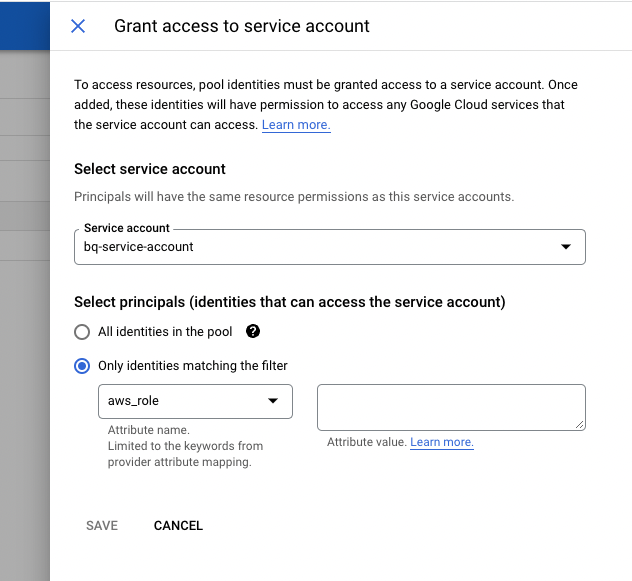 Grant access to service account
To access resources, pool identities must be granted access to a service account. Once
added, these identities will have permission to access any Google Cloud services that
the service account can access. Learn more.
Select service account
Principals will have the same resource permissions as this service accounts.
Service account
bq-service-account
Select principals (identities that can access the service account)
All identities in the pool ?
Only identities matching the filter
aws_role
Attribute name.
Limited to the keywords from
provider attribute mapping.
Attribute value. Learn more.
SAVE CANCEL